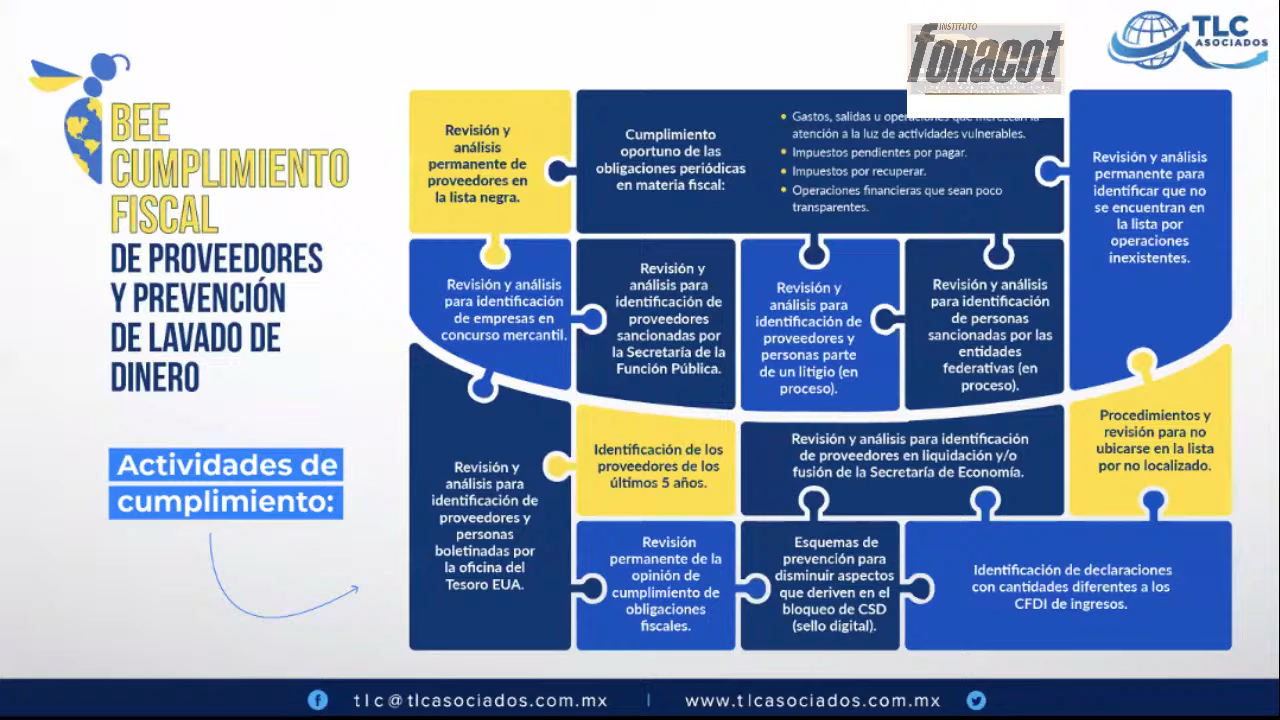 INSTITUTO
fonacot
TLC
ASOCIADOS
BEE
CUMPLIMIENTO
FISCAL
DE PROVEEDORES
Y PREVENCIÓN
DE LAVADO DE
DINERO
Actividades de
cumplimiento:
Revisión y
análisis
permanente de
proveedores en
la lista negra.
Cumplimiento
oportuno de las
obligaciones periódicas
en materia fiscal:
• Gastos, salidas u operaciones que merezcan la
atención a la luz de actividades vulnerables.
• Impuestos pendientes por pagar.
• Impuestos por recuperar.
• Operaciones financieras que sean poco
transparentes.
Revisión y análisis
permanente para
identificar que no
se encuentran en
la lista por
operaciones
inexistentes.
Revisión y análisis
para identificación
de empresas en
concurso mercantil.
Revisión y
análisis para
identificación de
proveedores
sancionadas por
la Secretaría de la
Función Pública.
Revisión y
análisis para
identificación de
proveedores y
personas parte
de un litigio (en
proceso).
Revisión y análisis
para identificación
de personas
sancionadas por las
entidades
federativas (en
proceso).
Revisión y
análisis para
identificación de
proveedores y
personas
boletinadas por
la oficina del
Tesoro EUA.
Identificación de los
proveedores de los
últimos 5 años.
Revisión y análisis para identificación
de proveedores en liquidación y/o
fusión de la Secretaría de Economía.
Procedimientos y
revisión para no
ubicarse en la lista
por no localizado.
Revisión
permanente de la
opinión de
cumplimiento de
obligaciones
fiscales.
Esquemas de
prevención para
disminuir aspectos
que deriven en el
bloqueo de CSD
(sello digital).
Identificación de declaraciones
con cantidades diferentes a los
CFDI de ingresos.
tlc@tlcasociados.com.mx | www.tlcasociados.com.mx